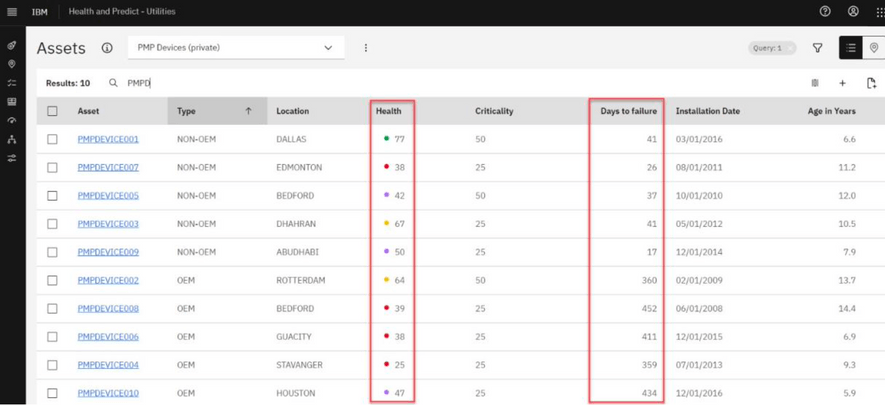 IBM Health and Predict - Utilities
Assets PMP Devices (private) Query: 1
Results: 10 PMPD
Asset Type Location Health Criticality Days to failure Installation Date Age in Years
PMPDEVICE001 NON-OEM DALLAS 77 50 41 03/01/2016 6.6
PMPDEVICE007 NON-OEM EDMONTON 38 25 26 08/01/2011 11.2
PMPDEVICE005 NON-OEM BEDFORD 42 50 37 10/01/2010 12.0
PMPDEVICE003 NON-OEM DHAHRAN 67 25 41 05/01/2012 10.5
PMPDEVICE009 NON-OEM ABUDHABI 50 25 17 12/01/2014 7.9
PMPDEVICE002 OEM ROTTERDAM 64 50 360 02/01/2009 13.7
PMPDEVICE008 OEM BEDFORD 39 25 452 06/01/2008 14.4
PMPDEVICE006 OEM GUACITY 38 25 411 12/01/2015 6.9
PMPDEVICE004 OEM STAVANGER 25 25 359 07/01/2013 9.3
PMPDEVICE010 OEM HOUSTON 47 25 434 12/01/2016 5.9